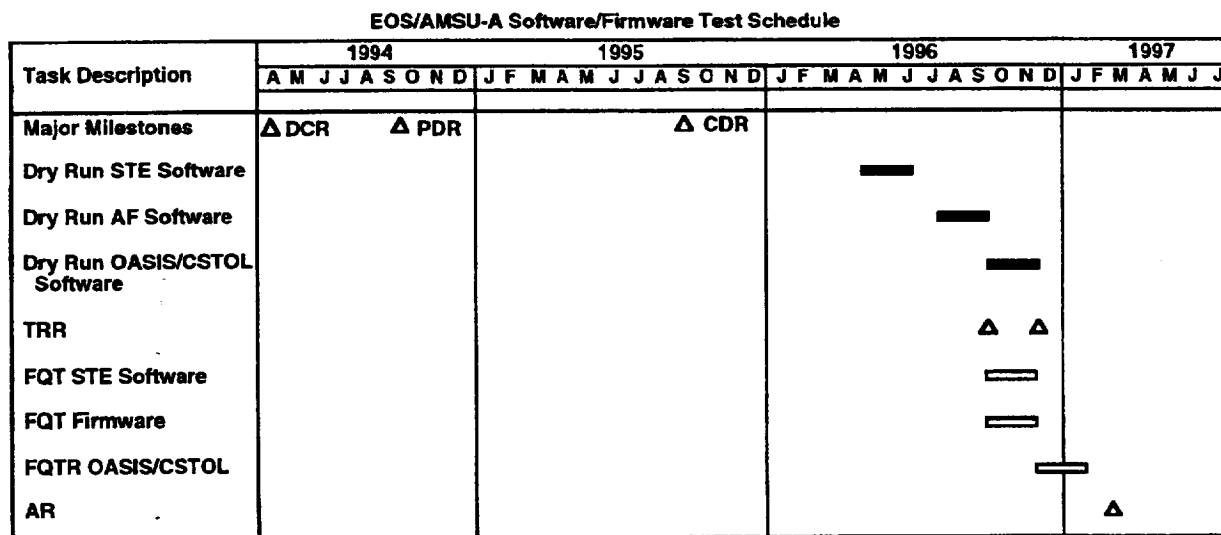 EOS/AMSU-A Software/Firmware Test Schedule
Task Description
1994 1995 1996 1997
A M J J A S O N D J F M A M J J A S O N D J F M A M J J A S O N D J F M A M J J
Major Milestones DCR PDR CDR
Dry Run STE Software
Dry Run AF Software
Dry Run OASIS/CSTOL
Software
TRR
FQT STE Software
FQT Firmware
FQTR OASIS/CSTOL
AR